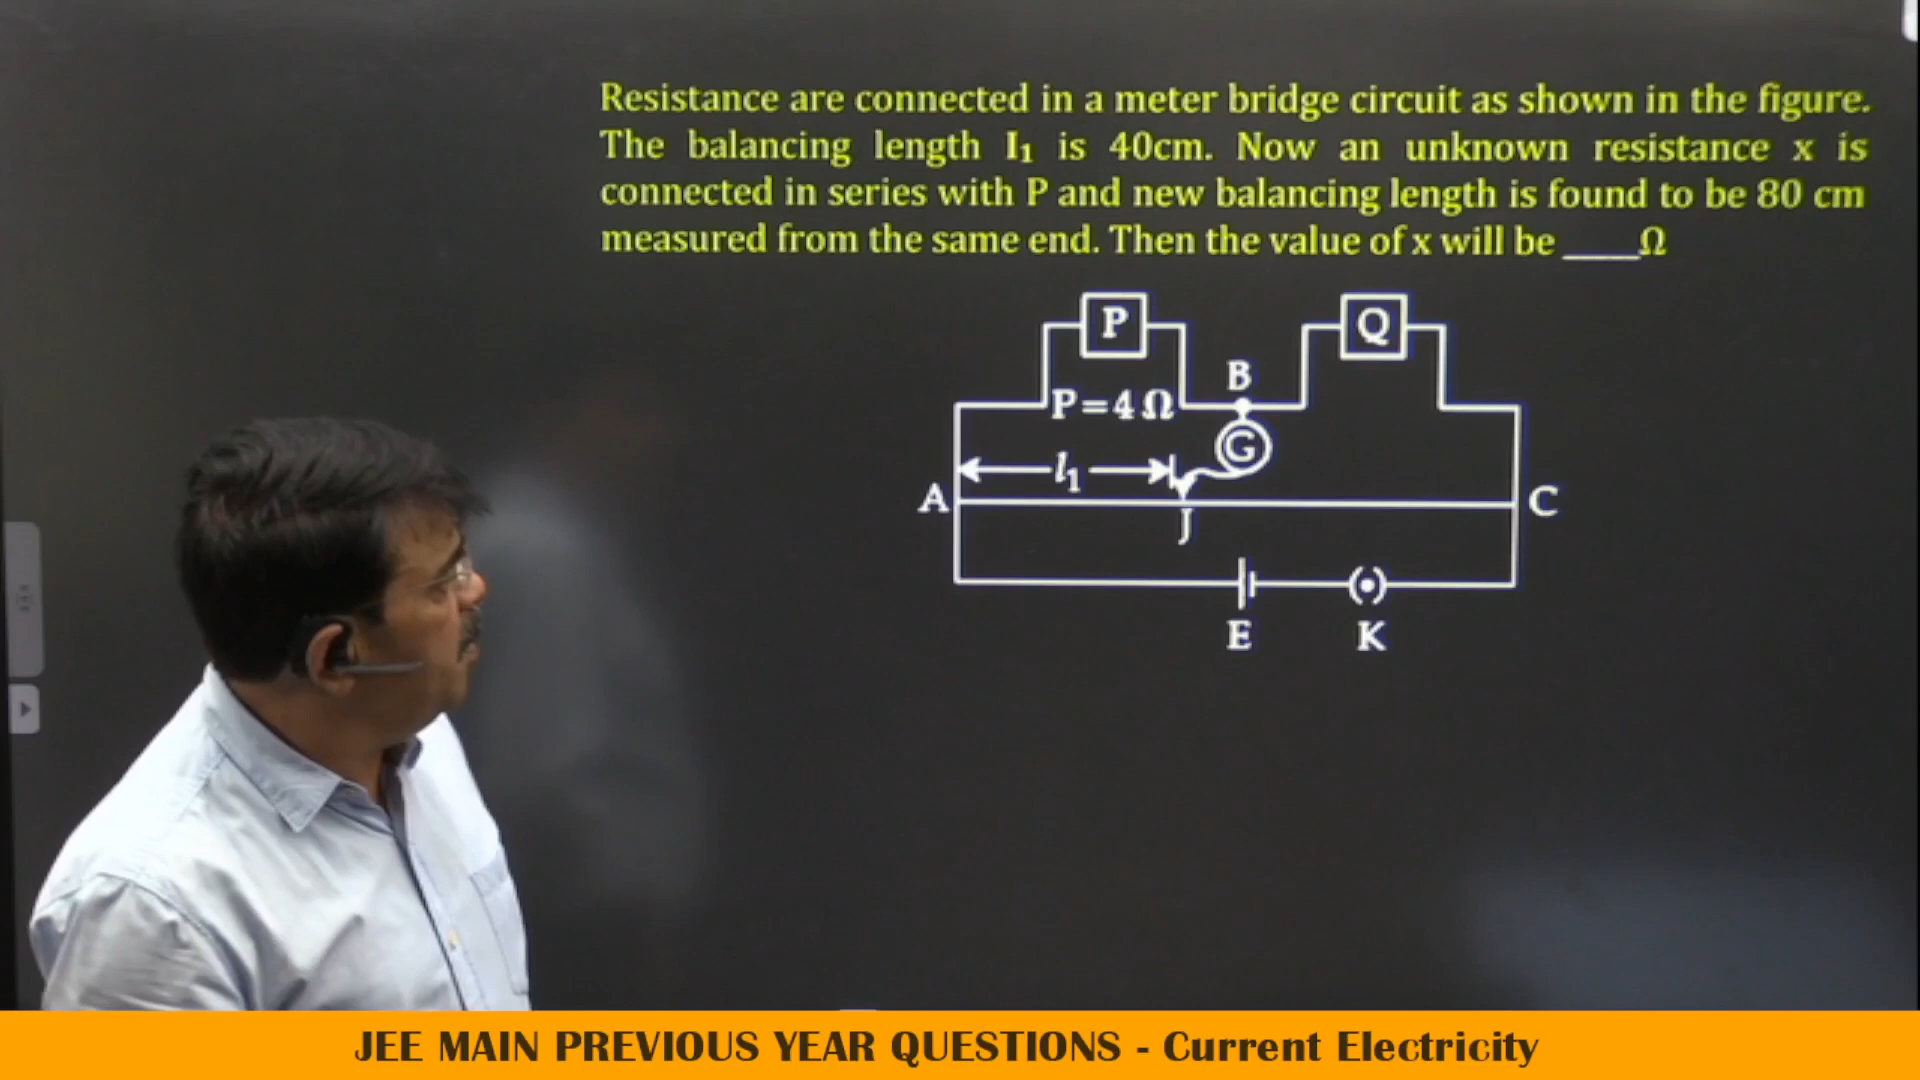 Resistance are connected in a meter bridge circuit as shown in the figure.
The balancing length I₁ is 40cm. Now an unknown resistance x is
connected in series with P and new balancing length is found to be 80 cm
measured from the same end. Then the value of x will be ____Ω
P
Q
B
P=4Ω
G
l₁
A
C
J
E
K
JEE MAIN PREVIOUS YEAR QUESTIONS - Current Electricity